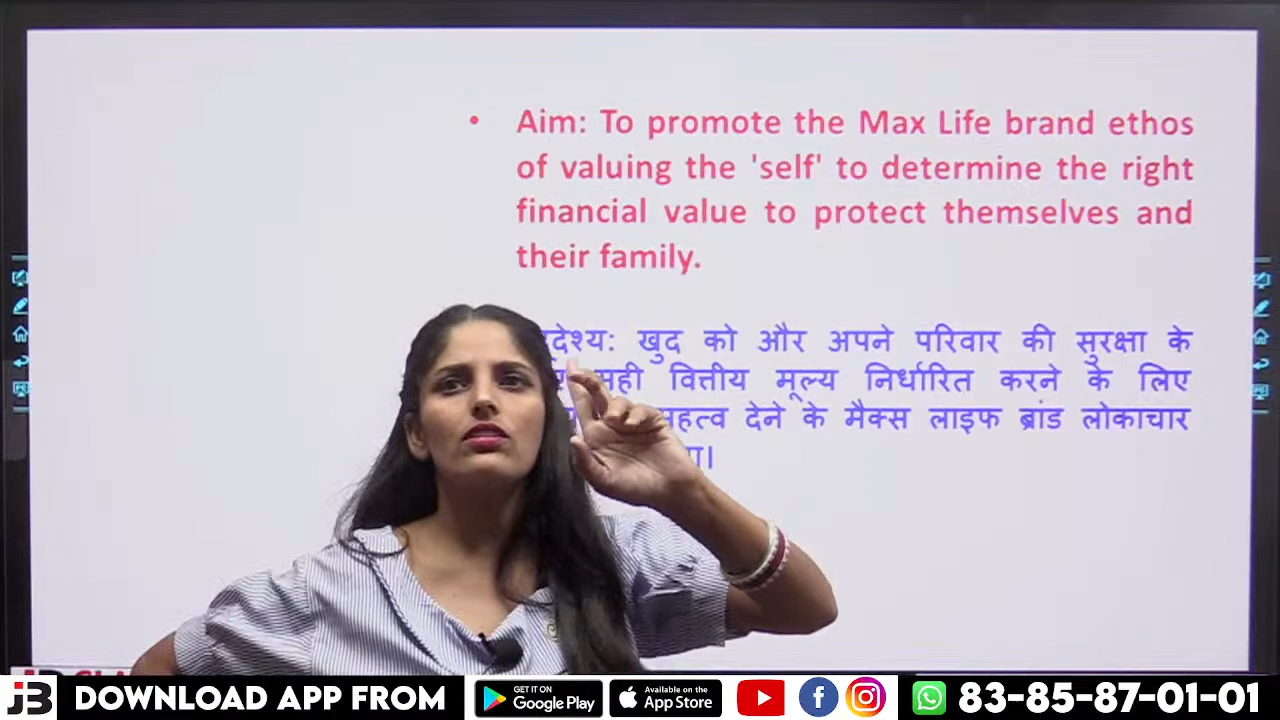 • Aim: To promote the Max Life brand ethos
of valuing the 'self' to determine the right
financial value to protect themselves and
their family.
खुद को और अपने परिवार की सुरक्षा के
सही वित्तीय मूल्य निर्धारित करने के लिए
देने के मैक्स लाइफ ब्रांड लोकाचार
JB DOWNLOAD APP FROM GET IT ON Google Play Available on the App Store 83-85-87-01-01